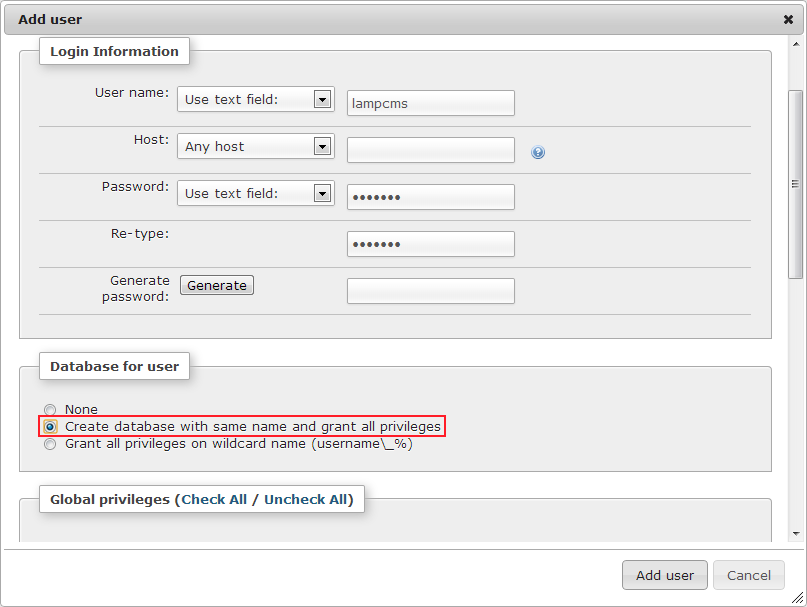 Add user
Login Information
User name: Use text field: lampcms
Host: Any host
Password: Use text field: •••••••
Re-type: •••••••
Generate
password: Generate
Database for user
None
Create database with same name and grant all privileges
Grant all privileges on wildcard name (username\_%)
Global privileges (Check All / Uncheck All)
Add user Cancel